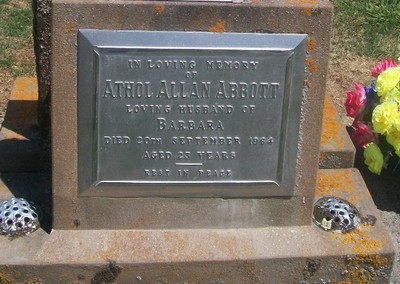 IN LOVING MEMORY
OF
ATHOL ALLAN ABBOTT
LOVING HUSBAND OF
BARBARA
DIED 20TH SEPTEMBER 1964
AGED 25 YEARS
REST IN PEACE